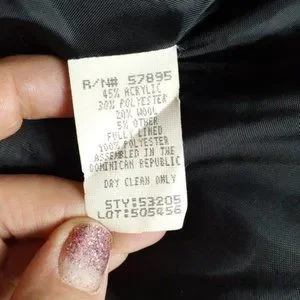 R/N# 57895
45% ACRYLIC
30% POLYESTER
20% WOOL
5% OTHER
FULLY LINED
100% POLYESTER
ASSEMBLED IN THE
DOMINICAN REPUBLIC
DRY CLEAN ONLY
STY:53205
LOT:505456